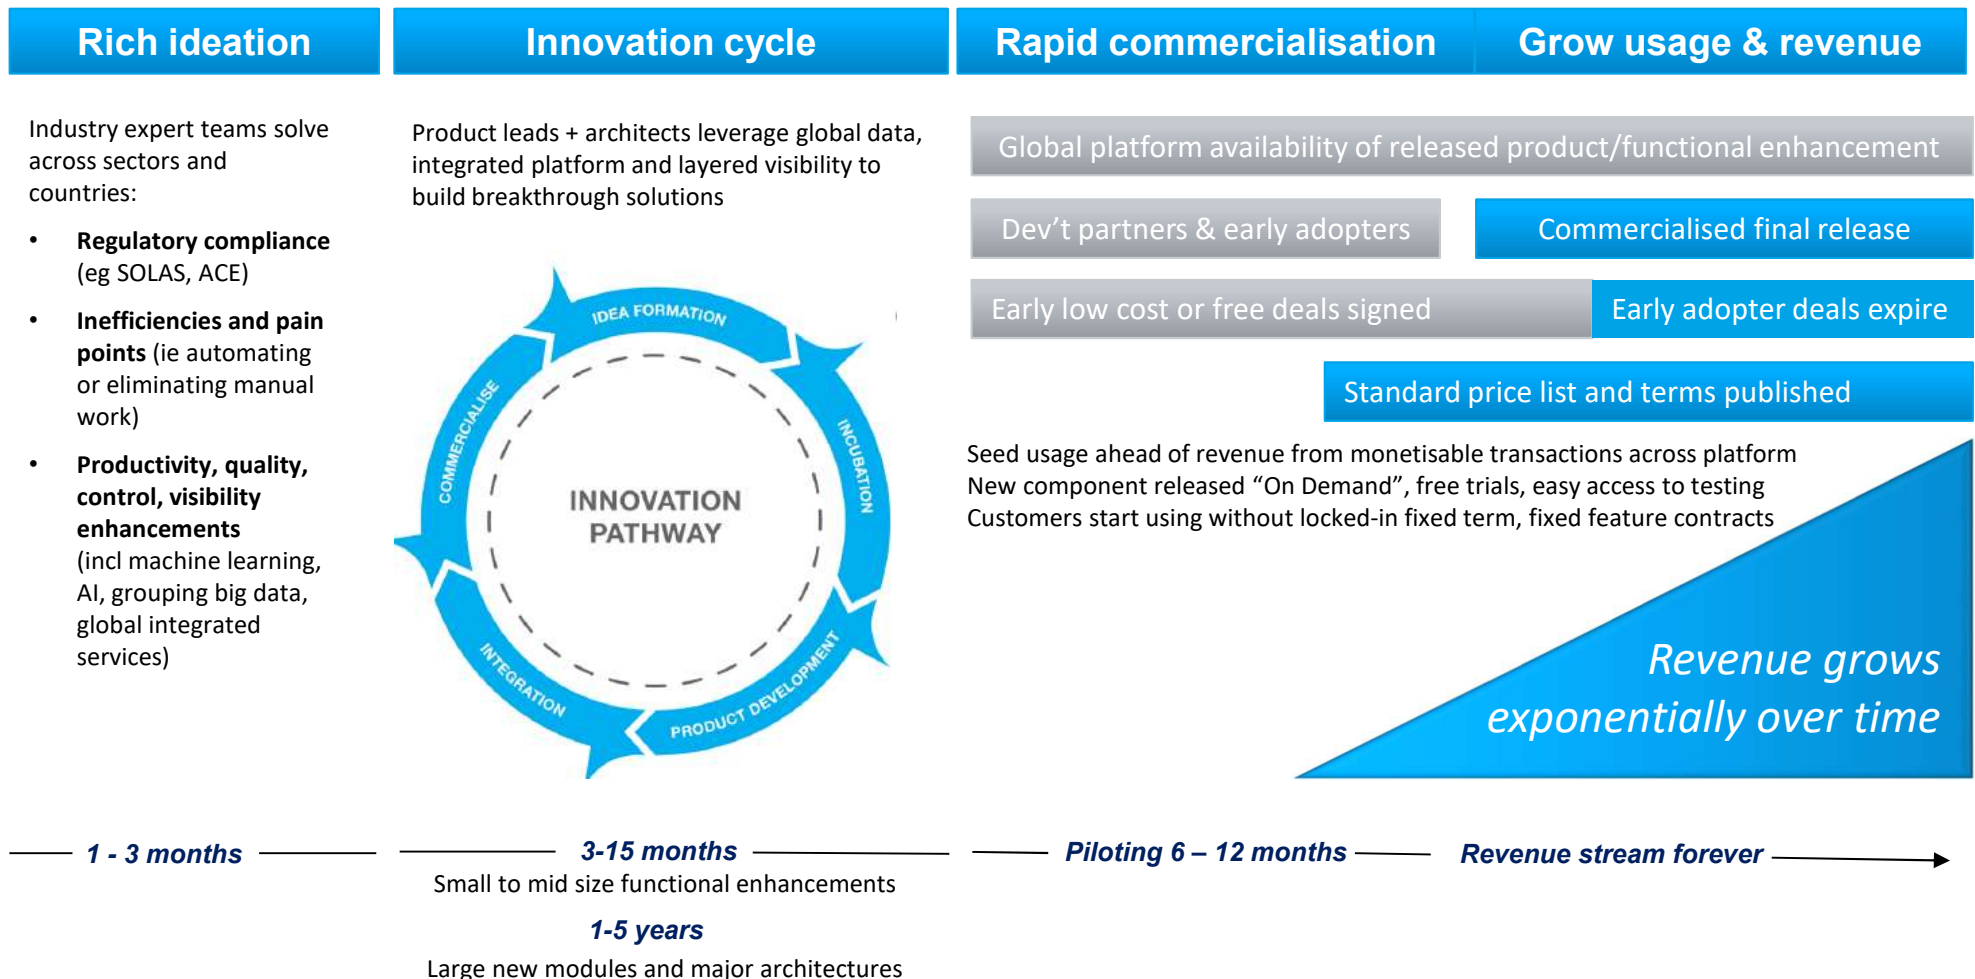 Rich ideation
Innovation cycle
Rapid commercialisation
Grow usage & revenue
Industry expert teams solve
across sectors and
countries:
• Regulatory compliance
(eg SOLAS, ACE)
• Inefficiencies and pain
points (ie automating
or eliminating manual
work)
• Productivity, quality,
control, visibility
enhancements
(incl machine learning,
AI, grouping big data,
global integrated
services)
Product leads + architects leverage global data,
integrated platform and layered visibility to
build breakthrough solutions
IDEA FORMATION
INCUBATION
PRODUCT DEVELOPMENT
INTEGRATION
COMMERCIALISE
INNOVATION
PATHWAY
Global platform availability of released product/functional enhancement
Dev’t partners & early adopters
Commercialised final release
Early low cost or free deals signed
Early adopter deals expire
Standard price list and terms published
Seed usage ahead of revenue from monetisable transactions across platform
New component released “On Demand”, free trials, easy access to testing
Customers start using without locked-in fixed term, fixed feature contracts
Revenue grows
exponentially over time
1 - 3 months
3-15 months
Small to mid size functional enhancements
1-5 years
Large new modules and major architectures
Piloting 6 – 12 months
Revenue stream forever